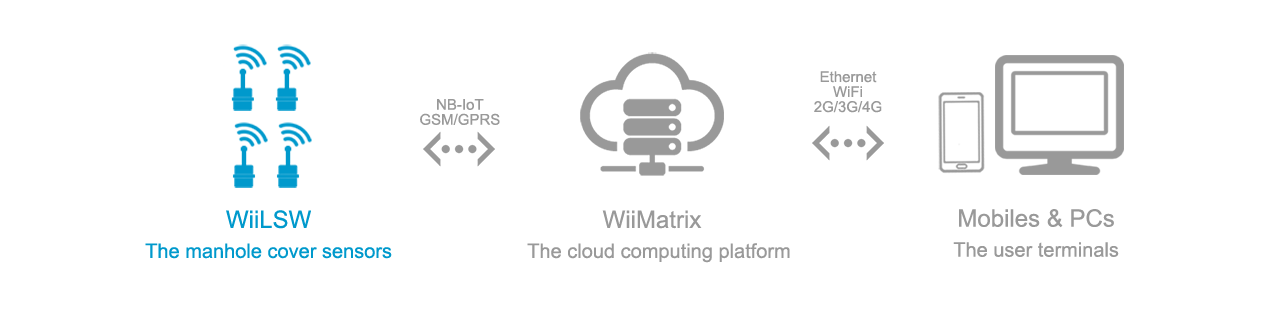 NB-IoT
GSM/GPRS
Ethernet
WiFi
2G/3G/4G
WiiLSW
The manhole cover sensors
WiiMatrix
The cloud computing platform
Mobiles & PCs
The user terminals